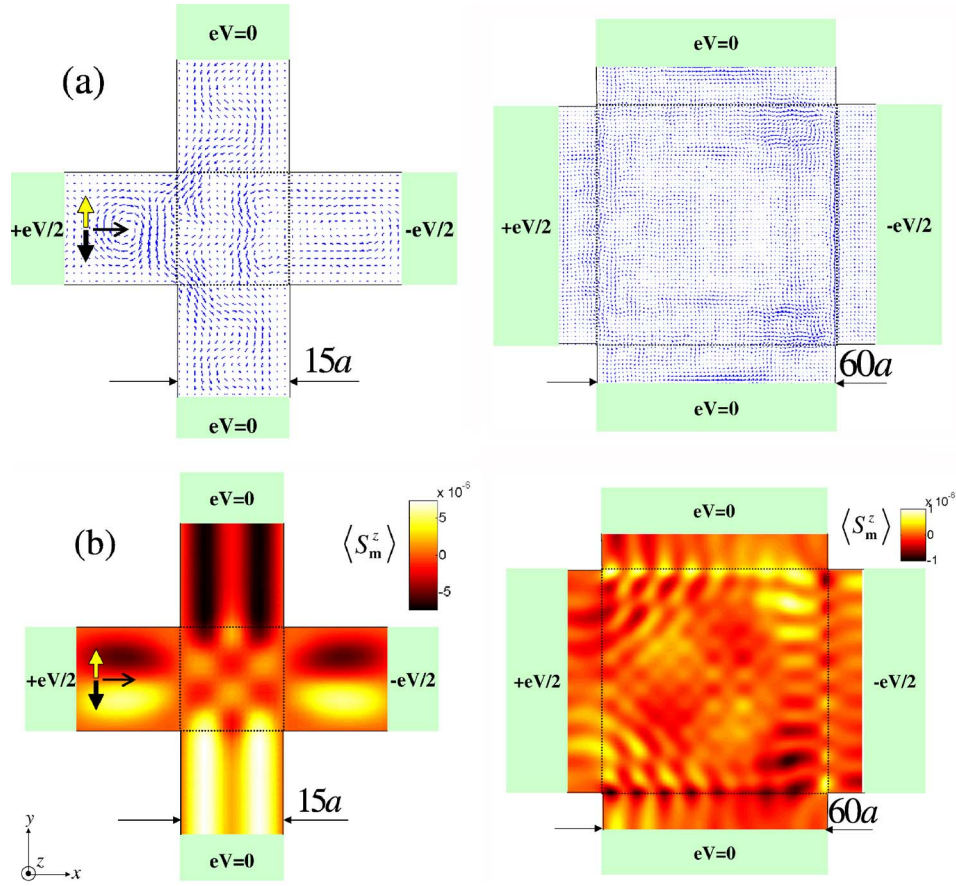 eV=0
eV=0
(a)
+eV/2
-eV/2
+eV/2
-eV/2
15a
60a
eV=0
eV=0
x 10⁻⁶
eV=0
5
⟨S_m^z⟩
0
-5
eV=0
x 10⁻⁶
1
⟨S_m^z⟩
0
-1
(b)
+eV/2
-eV/2
+eV/2
-eV/2
15a
60a
y
z
x
eV=0
eV=0